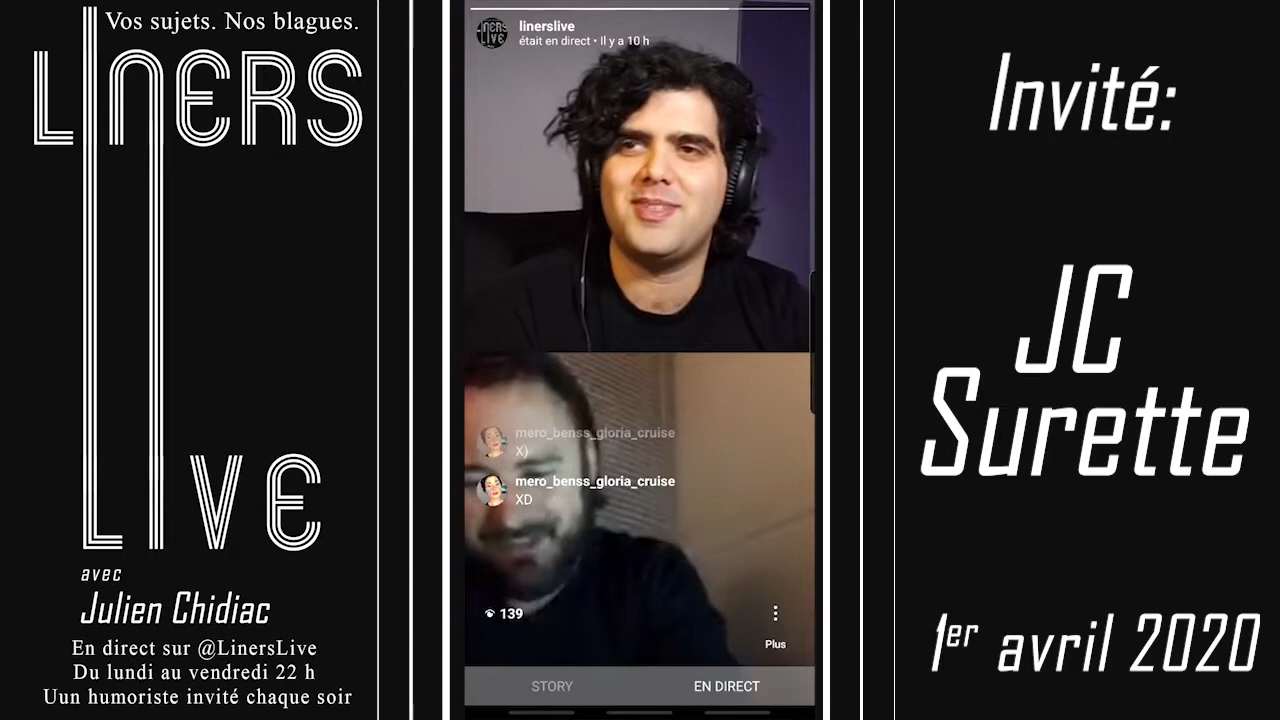 Vos sujets. Nos blagues.
LINERS
LIVE
avec
Julien Chidiac
En direct sur @LinersLive
Du lundi au vendredi 22 h
Uun humoriste invité chaque soir
LINERS
LIVE
linerslive
était en direct • Il y a 10 h
mero_benss_gloria_cruise
X)
mero_benss_gloria_cruise
XD
139
Plus
STORY
EN DIRECT
Invité:
JC
Surette
1er avril 2020